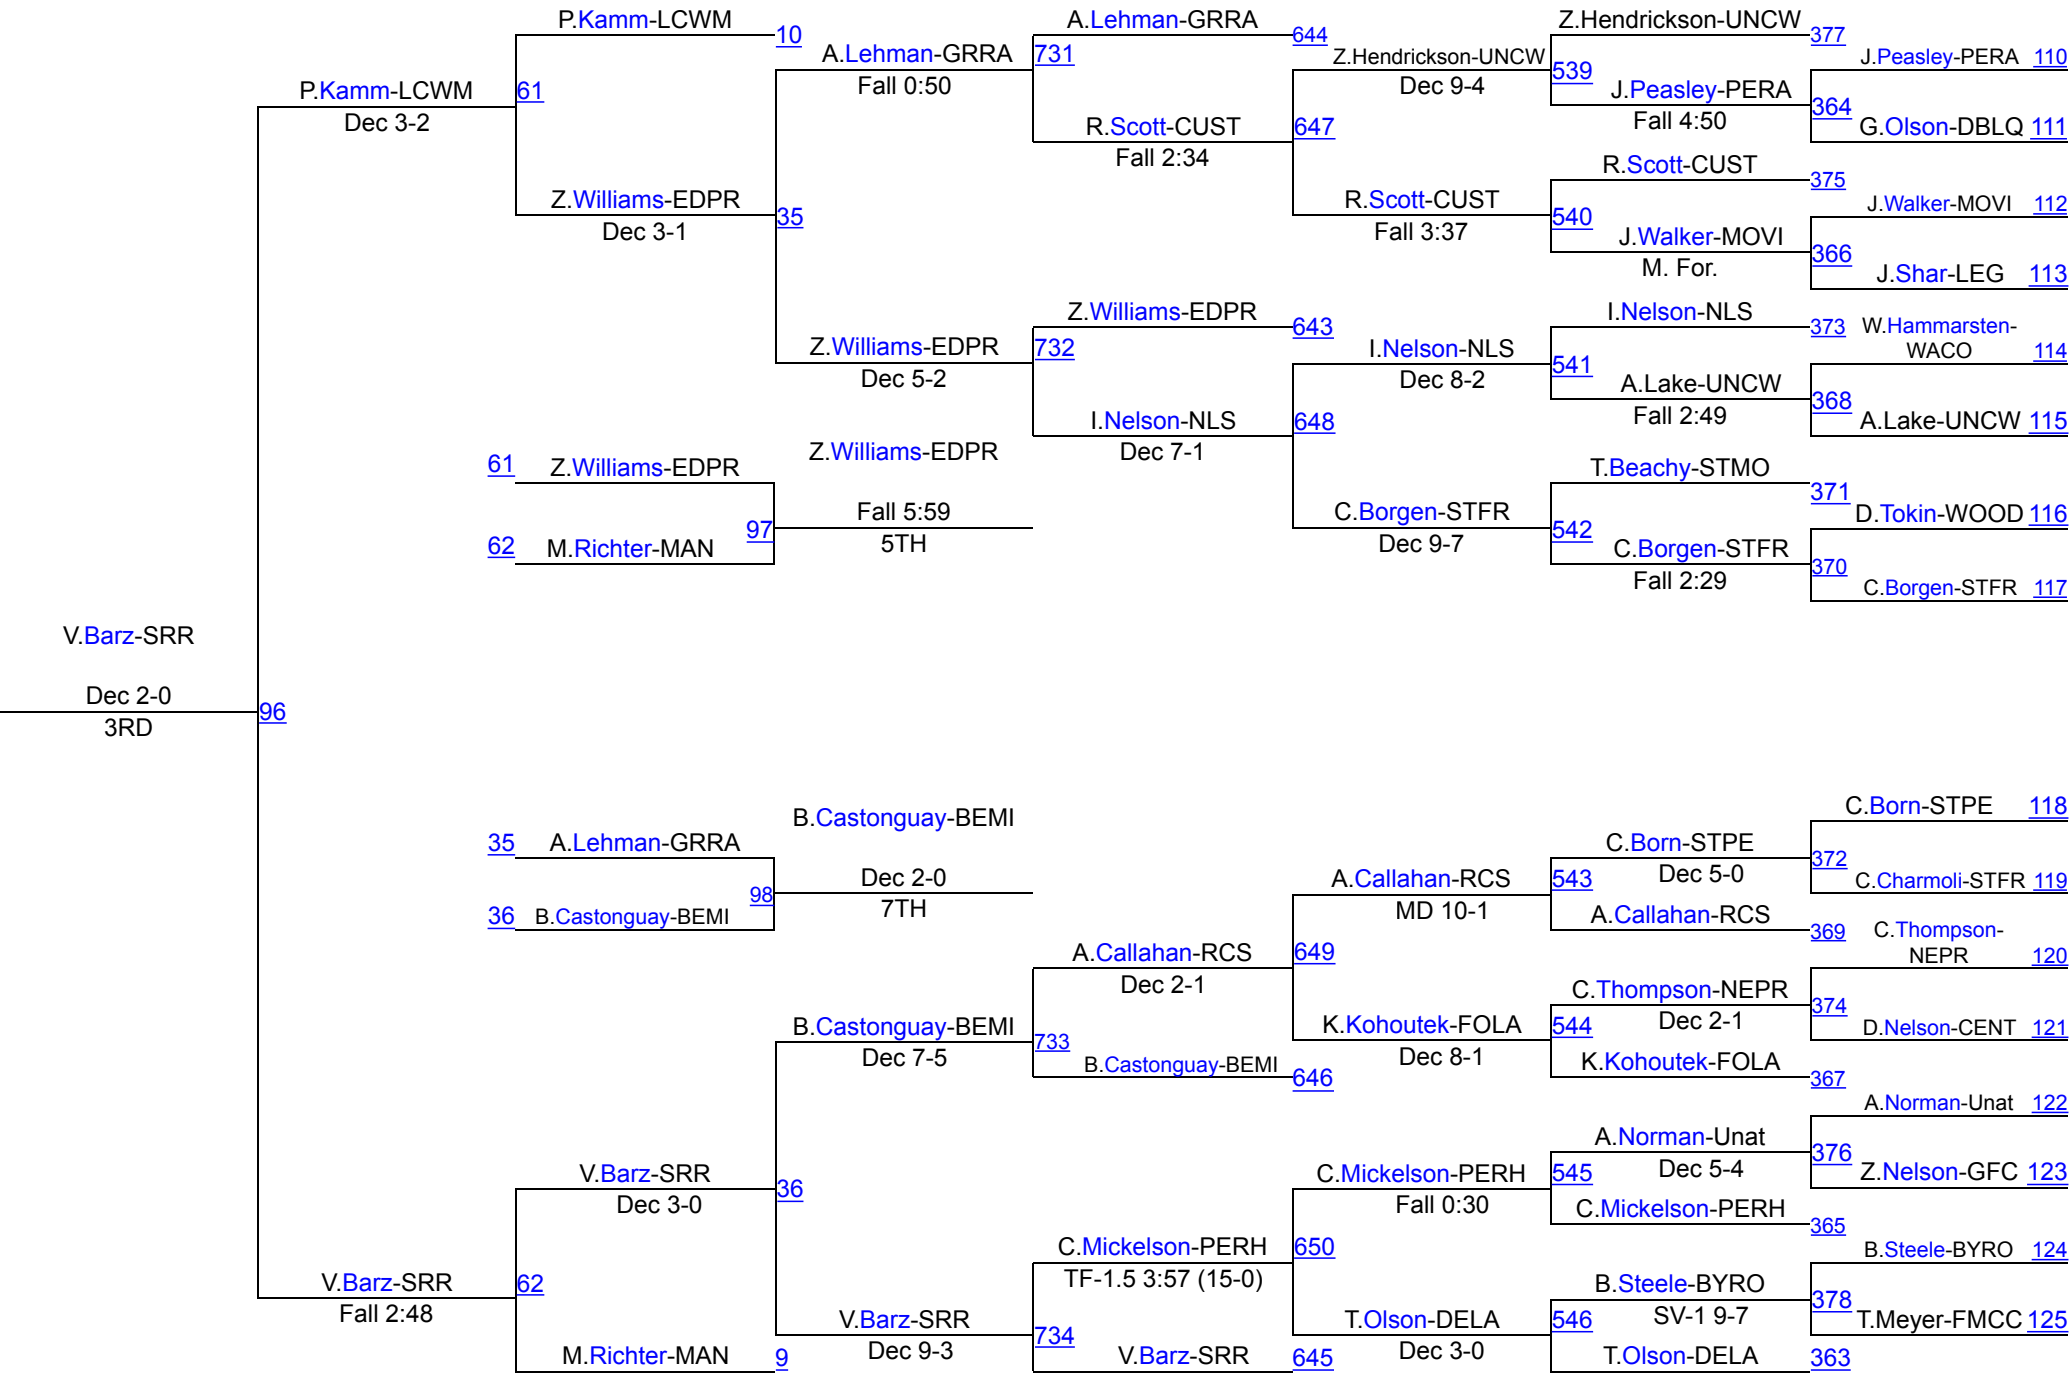 P.Kamm-LCWM
10
A.Lehman-GRRA
644
Z.Hendrickson-UNCW
377
A.Lehman-GRRA
731
Fall 0:50
Z.Hendrickson-UNCW
Dec 9-4
539
J.Peasley-PERA 110
J.Peasley-PERA
Fall 4:50
364
G.Olson-DBLQ 111
P.Kamm-LCWM
Dec 3-2
61
R.Scott-CUST
Fall 2:34
647
R.Scott-CUST
375
J.Walker-MOVI 112
Z.Williams-EDPR
Dec 3-1
35
R.Scott-CUST
Fall 3:37
540
J.Walker-MOVI
M. For.
366
J.Shar-LEG 113
Z.Williams-EDPR
643
I.Nelson-NLS
373
W.Hammarsten-
WACO 114
Z.Williams-EDPR
Dec 5-2
732
I.Nelson-NLS
Dec 8-2
541
A.Lake-UNCW
Fall 2:49
368
A.Lake-UNCW 115
I.Nelson-NLS
Dec 7-1
648
61 Z.Williams-EDPR
Z.Williams-EDPR
62 M.Richter-MAN
97
Fall 5:59
5TH
T.Beachy-STMO
371
D.Tokin-WOOD 116
C.Borgen-STFR
Dec 9-7
542
C.Borgen-STFR
Fall 2:29
370
C.Borgen-STFR 117
V.Barz-SRR
Dec 2-0
3RD
96
B.Castonguay-BEMI
35 A.Lehman-GRRA
36 B.Castonguay-BEMI
98
Dec 2-0
7TH
C.Born-STPE 118
C.Born-STPE
Dec 5-0
372
C.Charmoli-STFR 119
A.Callahan-RCS
MD 10-1
543
A.Callahan-RCS
369
C.Thompson-
NEPR 120
A.Callahan-RCS
Dec 2-1
649
C.Thompson-NEPR
Dec 2-1
374
D.Nelson-CENT 121
B.Castonguay-BEMI
Dec 7-5
733
B.Castonguay-BEMI
646
K.Kohoutek-FOLA
Dec 8-1
544
K.Kohoutek-FOLA
367
A.Norman-Unat 122
A.Norman-Unat
Dec 5-4
376
Z.Nelson-GFC 123
V.Barz-SRR
Dec 3-0
36
C.Mickelson-PERH
Fall 0:30
545
C.Mickelson-PERH
365
B.Steele-BYRO 124
C.Mickelson-PERH
TF-1.5 3:57 (15-0)
650
B.Steele-BYRO
SV-1 9-7
378
T.Meyer-FMCC 125
V.Barz-SRR
Fall 2:48
62
V.Barz-SRR
Dec 9-3
734
T.Olson-DELA
Dec 3-0
546
M.Richter-MAN
9
V.Barz-SRR
645
T.Olson-DELA
363